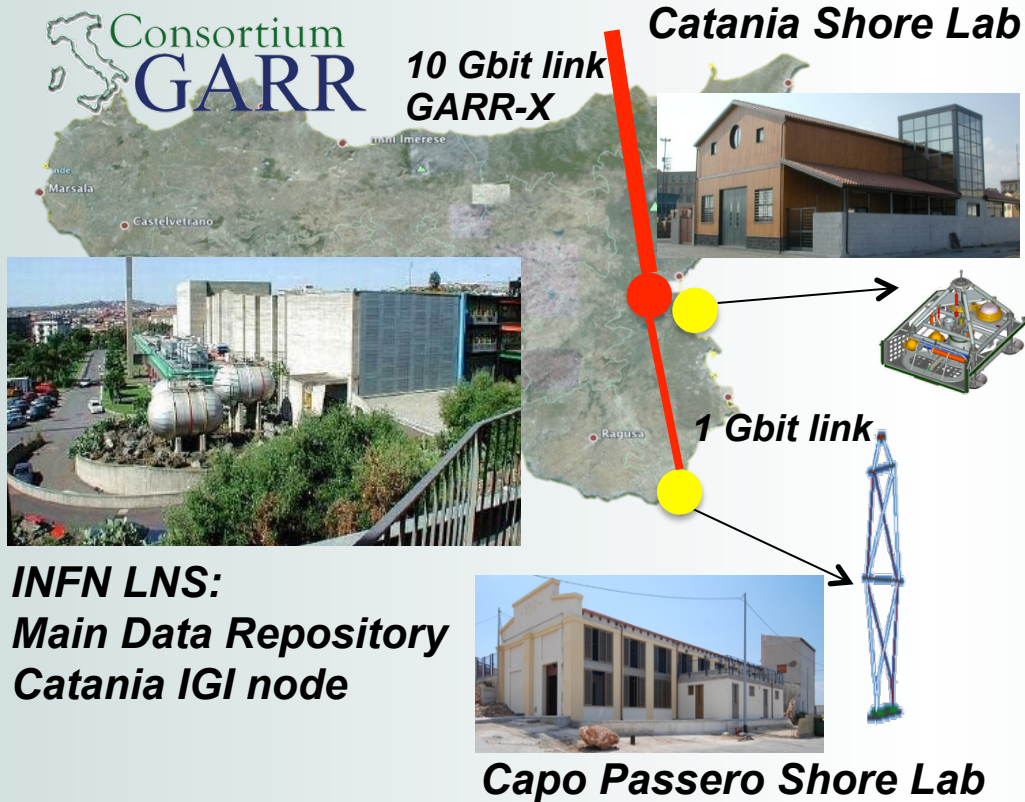 Consortium
GARR
Catania Shore Lab
10 Gbit link
GARR-X
Imerese
Marsala
Castelvetrano
Ragusa
1 Gbit link
INFN LNS:
Main Data Repository
Catania IGI node
Capo Passero Shore Lab